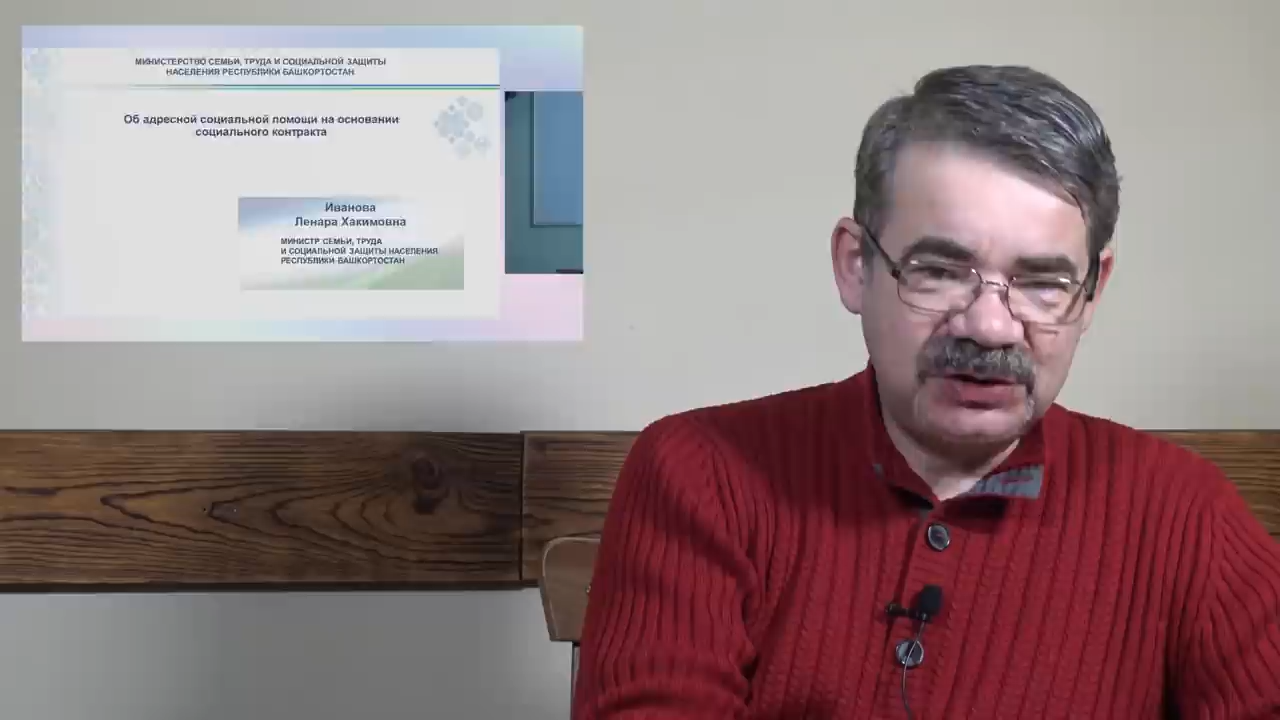 МИНИСТЕРСТВО СЕМЬИ, ТРУДА И СОЦИАЛЬНОЙ ЗАЩИТЫ
НАСЕЛЕНИЯ РЕСПУБЛИКИ БАШКОРТОСТАН
Об адресной социальной помощи на основании
социального контракта
Иванова
Ленара Хакимовна
МИНИСТР СЕМЬИ, ТРУДА
И СОЦИАЛЬНОЙ ЗАЩИТЫ НАСЕЛЕНИЯ
РЕСПУБЛИКИ БАШКОРТОСТАН